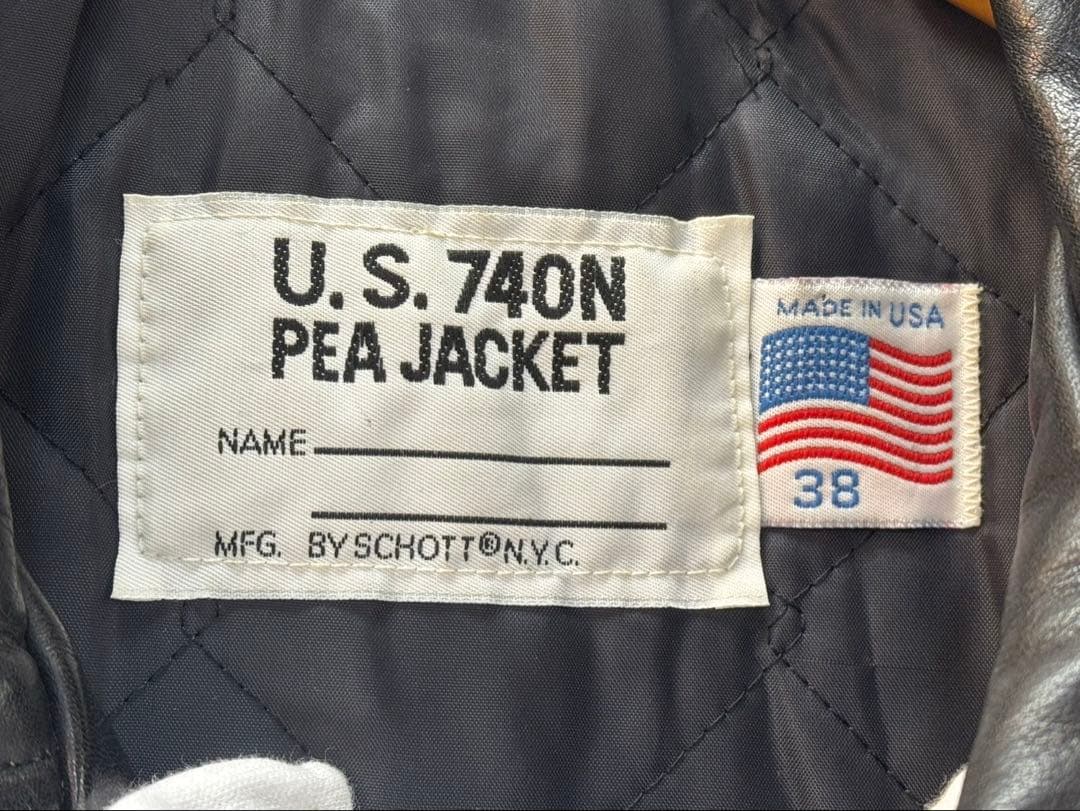 U.S. 740N
PEA JACKET
NAME
MFG. BY SCHOTT® N.Y.C.
MADE IN USA
38